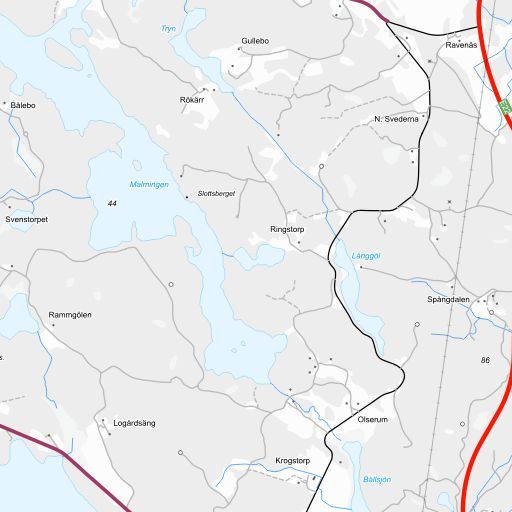 Tryn
Gullebo
Ravenäs
Rökärr
Bålebo
N. Svederna
Malmingen
Slottsberget
44
Svenstorpet
Ringstorp
Långgöl
Spångdalen
Rammgölen
s.
86
Logårdsäng
Olserum
Krogstorp
Bällsjön